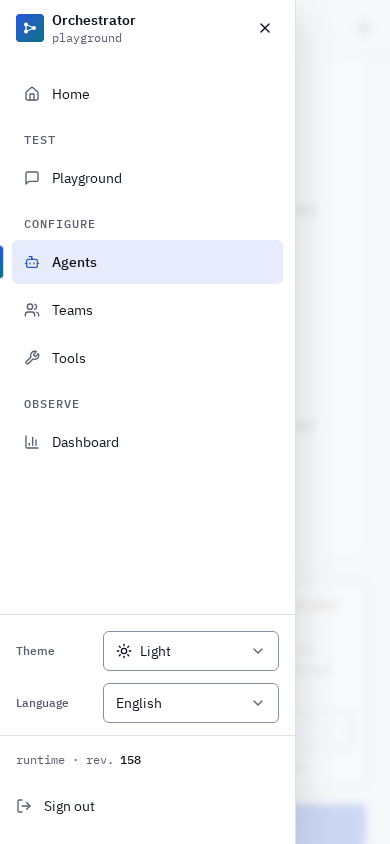 Orchestrator
playground
Home
TEST
Playground
CONFIGURE
Agents
Teams
Tools
OBSERVE
Dashboard
Theme
Light
Language
English
runtime · rev. 158
Sign out